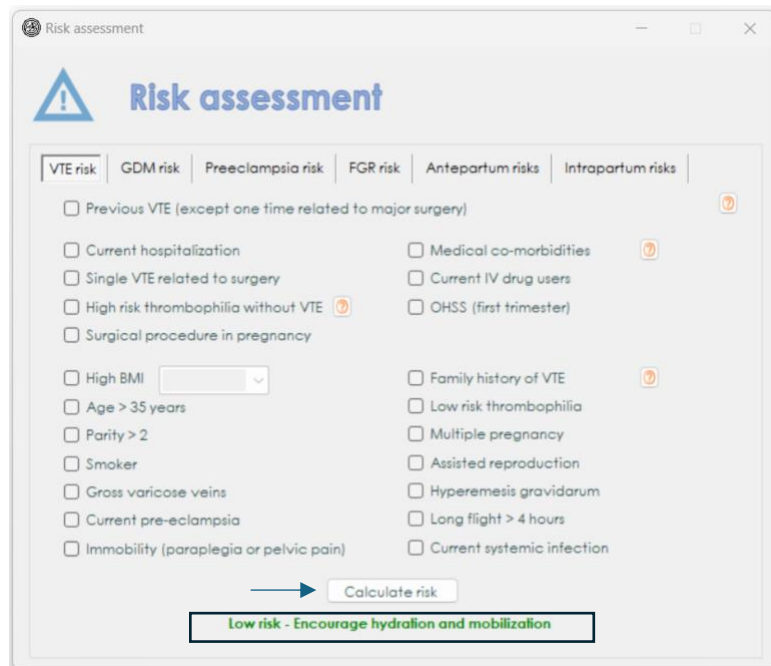 Risk assessment
Risk assessment
VTE risk GDM risk Preeclampsia risk FGR risk Antepartum risks Intrapartum risks
Previous VTE (except one time related to major surgery)
Current hospitalization
Medical co-morbidities
Single VTE related to surgery
Current IV drug users
High risk thrombophilia without VTE
OHSS (first trimester)
Surgical procedure in pregnancy
High BMI
Family history of VTE
Age > 35 years
Low risk thrombophilia
Parity > 2
Multiple pregnancy
Smoker
Assisted reproduction
Gross varicose veins
Hyperemesis gravidarum
Current pre-eclampsia
Long flight > 4 hours
Immobility (paraplegia or pelvic pain)
Current systemic infection
Calculate risk
Low risk - Encourage hydration and mobilization